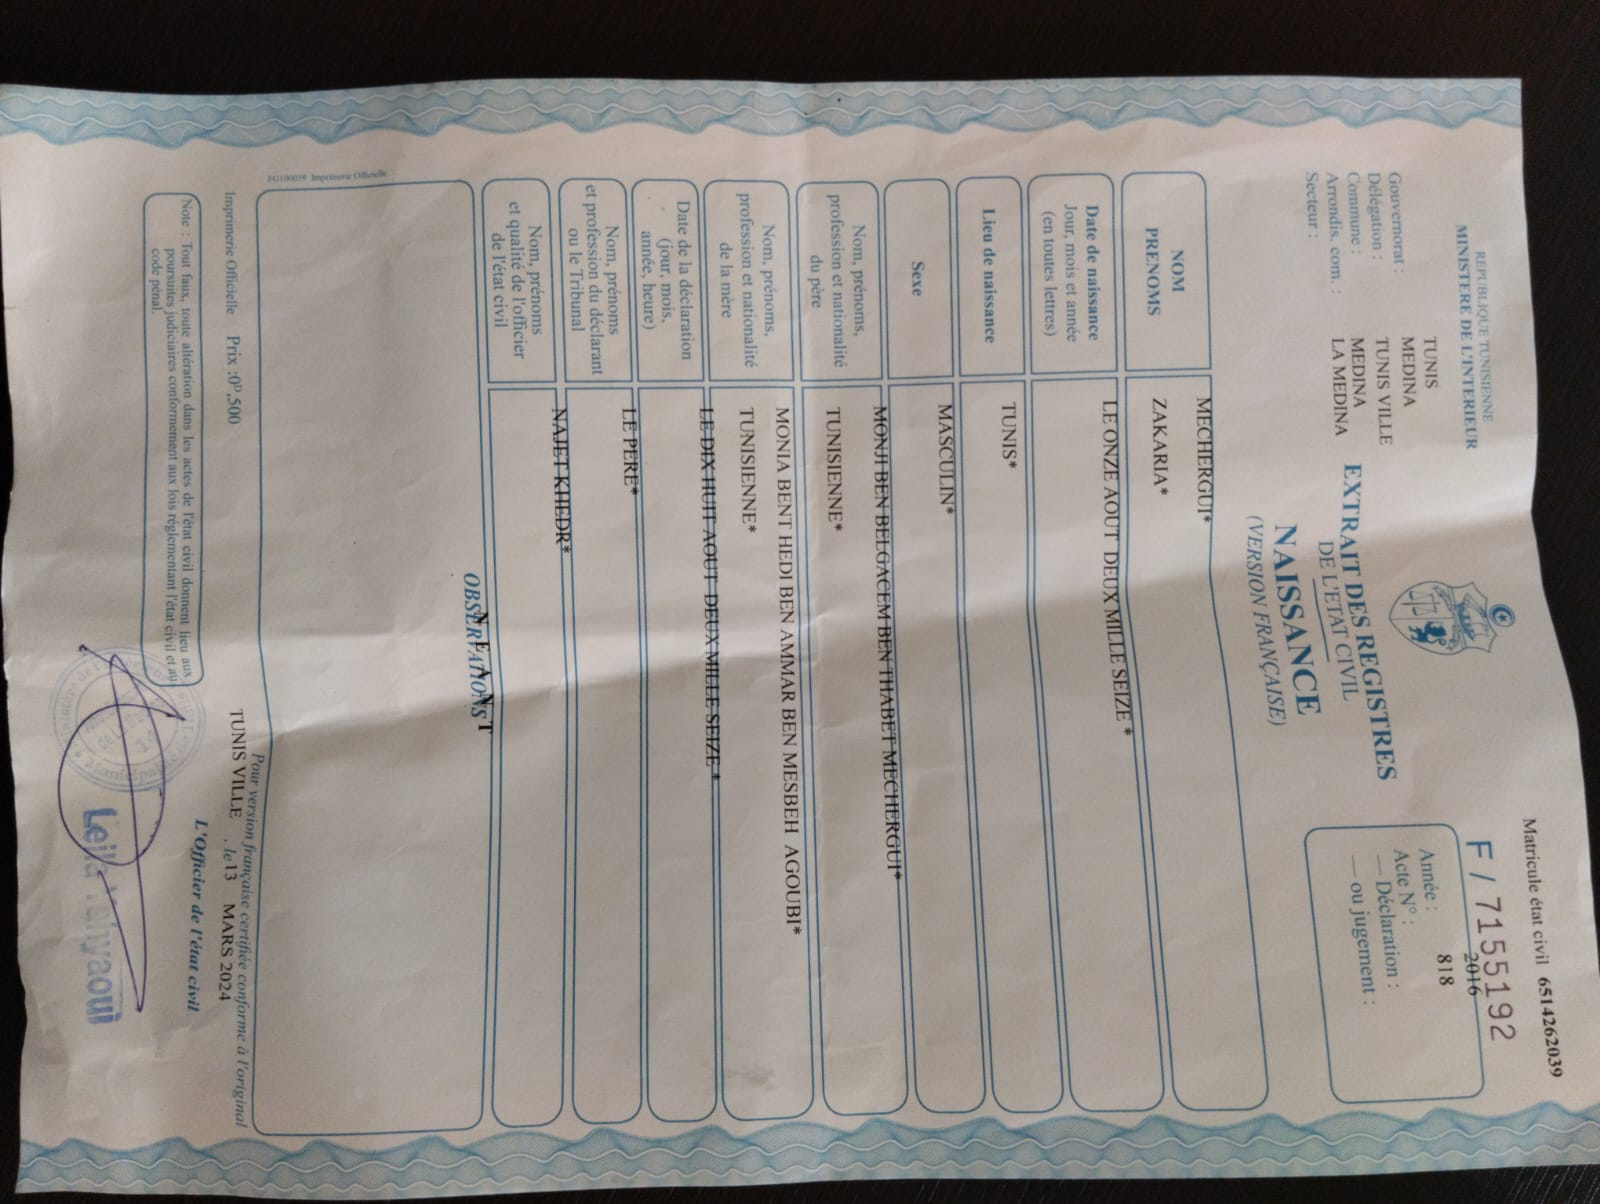 Matricule état civil 6514262039
F / 7155192
REPUBLIQUE TUNISIENNE
MINISTERE DE L'INTERIEUR
Gouvernorat : TUNIS
Délégation : MEDINA
Commune : TUNIS VILLE
Arrondis. com. : MEDINA
Secteur : LA MEDINA
EXTRAIT DES REGISTRES
DE L'ETAT CIVIL
NAISSANCE
(VERSION FRANÇAISE)
Année : 2016
Acte N° : 818
— Déclaration :
— ou jugement :
NOM MECHERGUI*
PRENOMS ZAKARIA*
Date de naissance
Jour, mois et année
(en toutes lettres)
LE ONZE AOUT DEUX MILLE SEIZE *
Lieu de naissance TUNIS*
Sexe MASCULIN*
Nom, prénoms,
profession et nationalité
du père
MONJI BEN BELGACEM BEN THABET MECHERGUI*
TUNISIENNE*
Nom, prénoms,
profession et nationalité
de la mère
MONIA BENT HEDI BEN AMMAR BEN MESBEH AGOUBI*
TUNISIENNE*
Date de la déclaration
(jour, mois,
année, heure)
LE DIX HUIT AOUT DEUX MILLE SEIZE *
Nom, prénoms
et profession du déclarant
ou le Tribunal
LE PERE*
Nom, prénoms
et qualité de l'officier
de l'état civil
NAJET KHEDR*
OBSERVATIONS
NEANT
FG100059 Imprimerie Officielle
Pour version française certifiée conforme à l'original
TUNIS VILLE , le 13 MARS 2024
Imprimerie Officielle Prix :0ᴰ,500
L'Officier de l'état civil
Note : Tout faux, toute altération dans les actes de l'état civil donnent lieu aux
poursuites judiciaires conformement aux lois réglementant l'état civil et au
code pénal.
Leila Yahyaoui